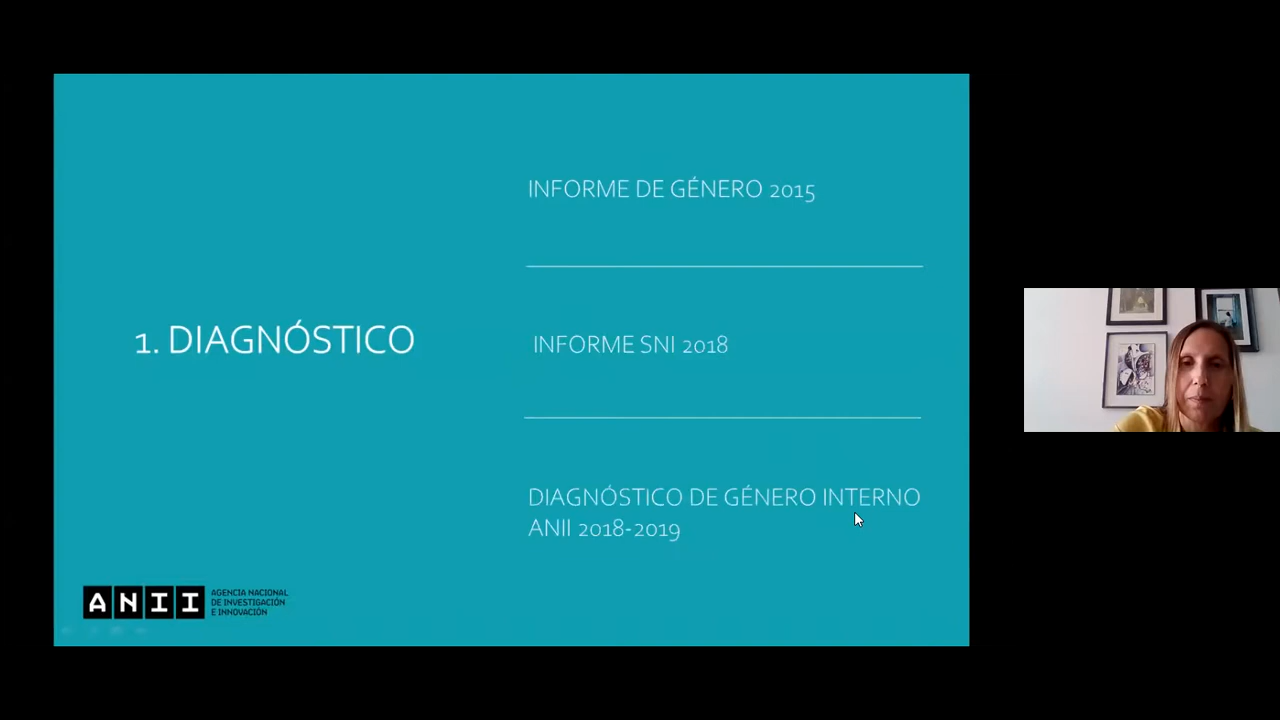 1. DIAGNÓSTICO
INFORME DE GÉNERO 2015
INFORME SNI 2018
DIAGNÓSTICO DE GÉNERO INTERNO
ANII 2018-2019
ANII
AGENCIA NACIONAL
DE INVESTIGACIÓN
E INNOVACIÓN